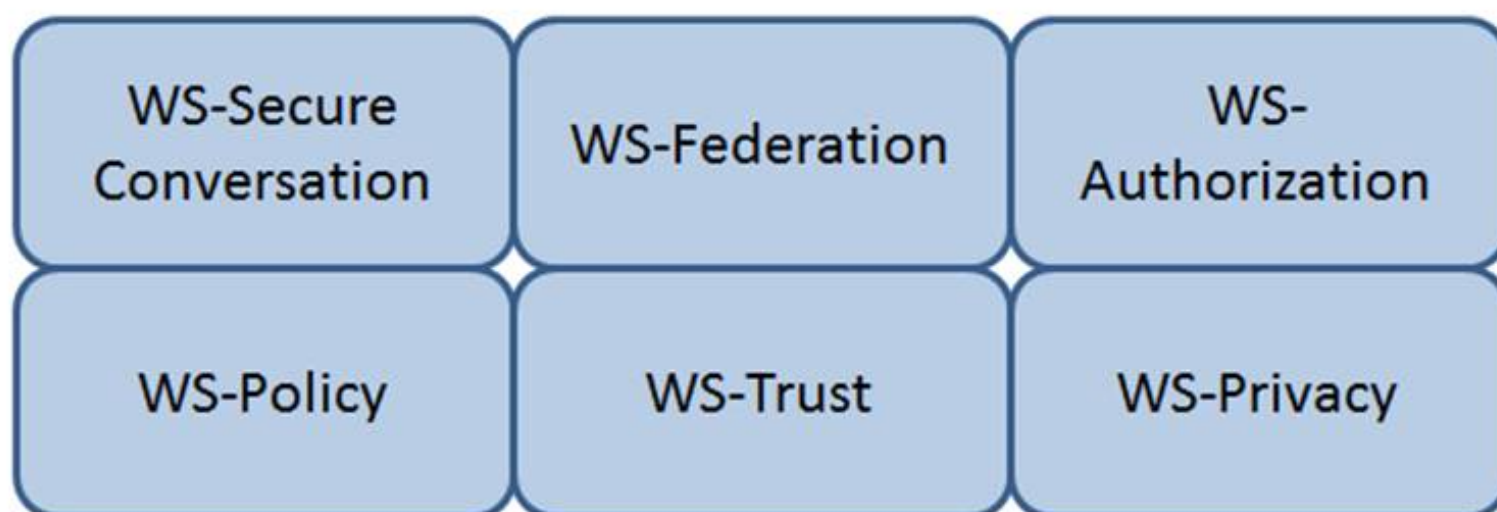 WS-Secure
Conversation
WS-Federation
WS-
Authorization
WS-Policy
WS-Trust
WS-Privacy